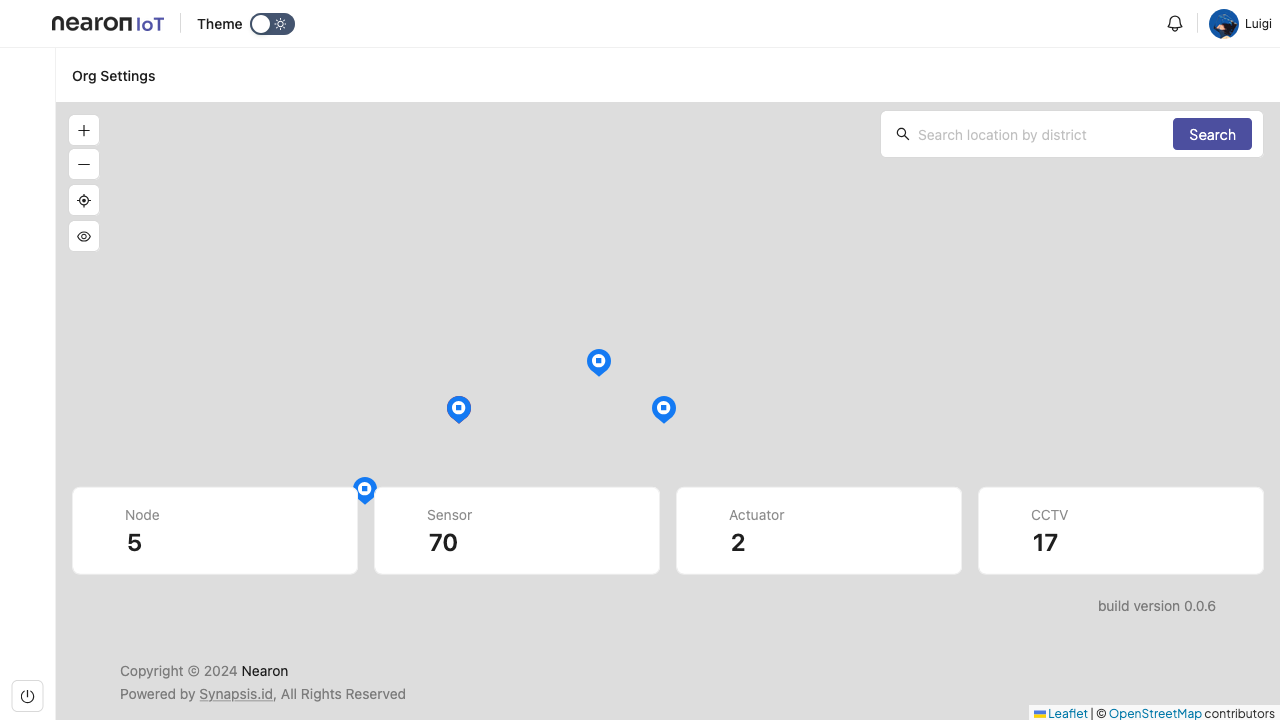 nearon IoT
Theme
Luigi
Org Settings
Search location by district
Search
Node
5
Sensor
70
Actuator
2
CCTV
17
build version 0.0.6
Copyright © 2024 Nearon
Powered by Synapsis.id, All Rights Reserved
Leaflet | © OpenStreetMap contributors